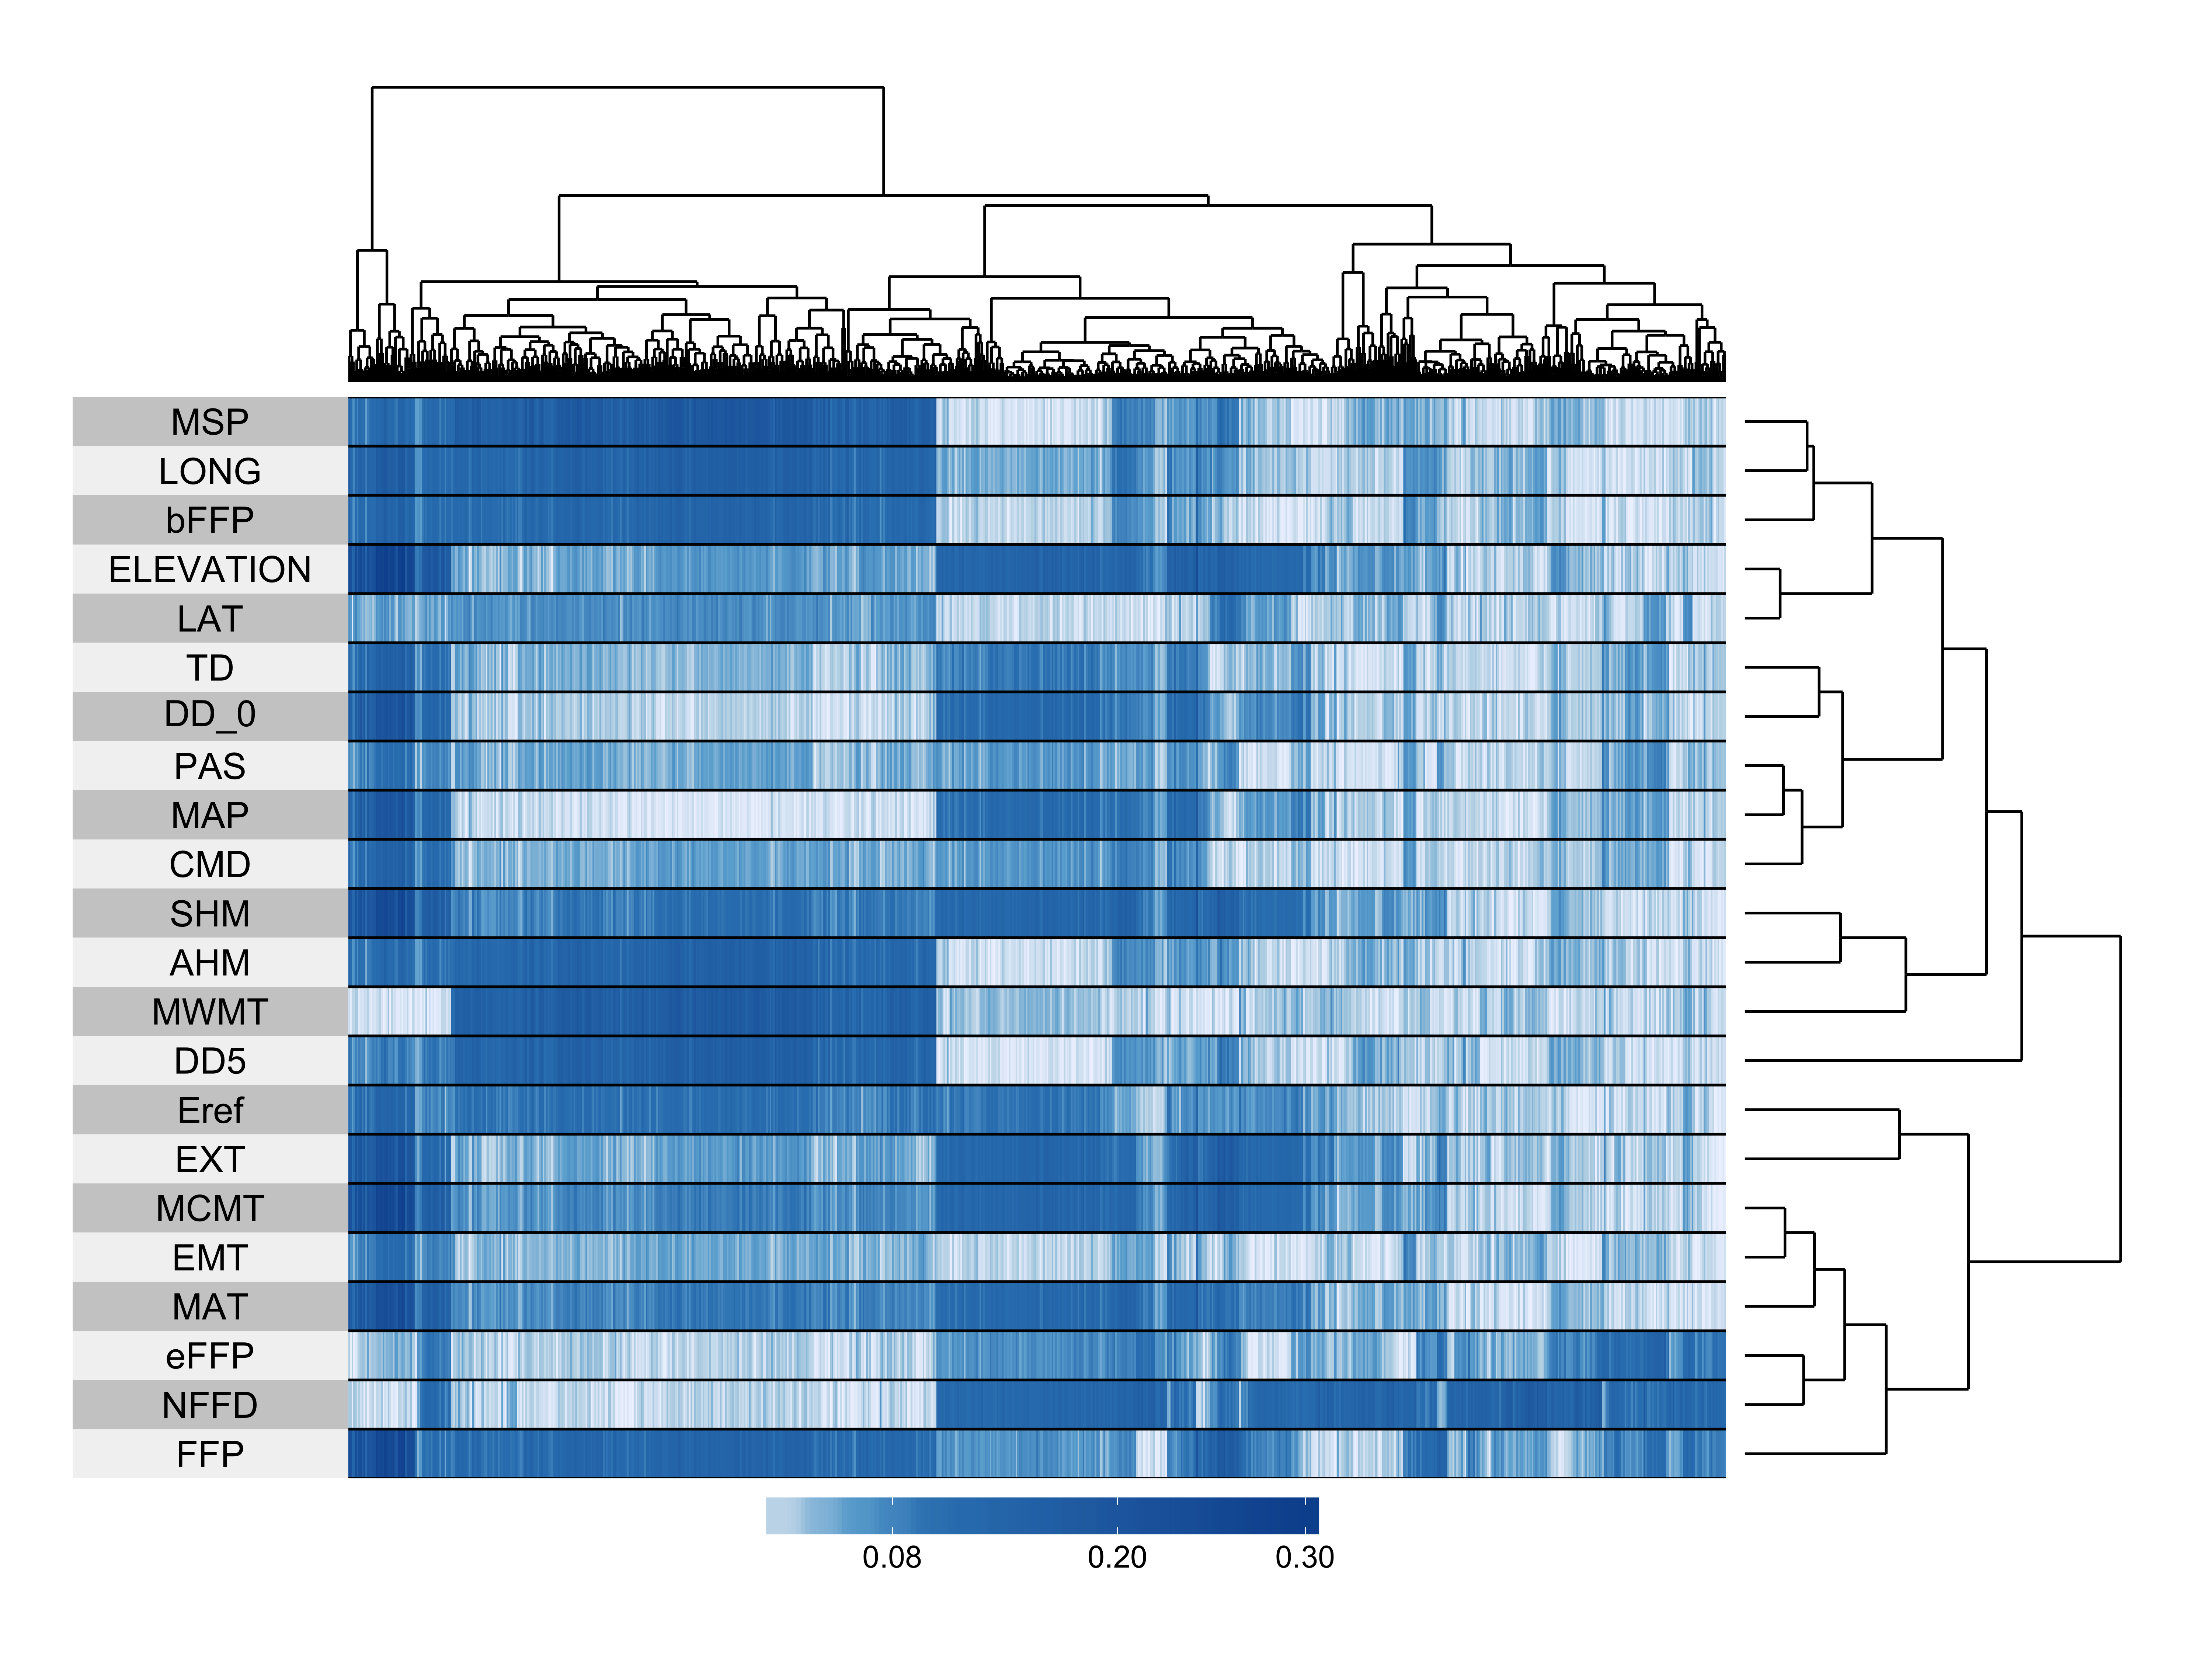 MSP
LONG
bFFP
ELEVATION
LAT
TD
DD_0
PAS
MAP
CMD
SHM
AHM
MWMT
DD5
Eref
EXT
MCMT
EMT
MAT
eFFP
NFFD
FFP
0.08 0.20 0.30